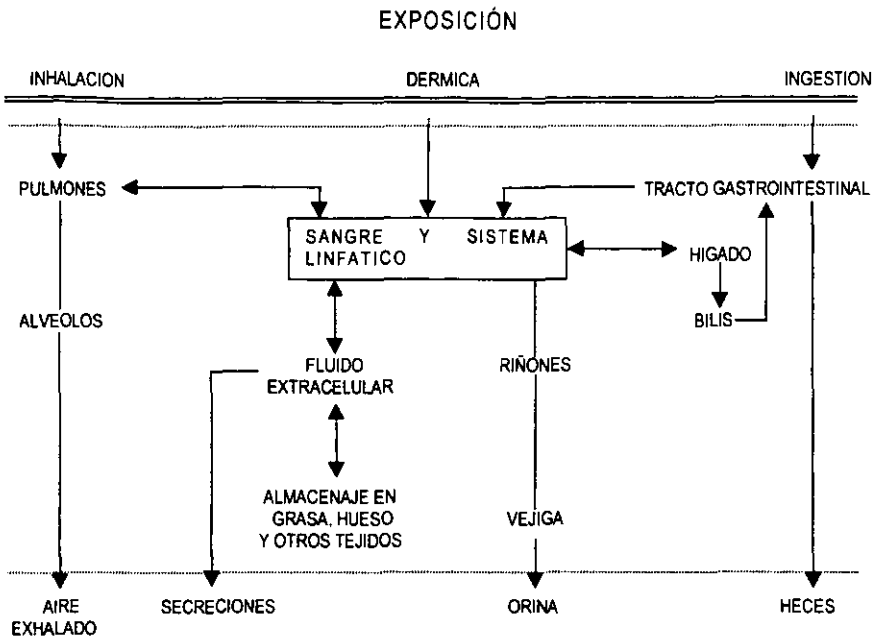 EXPOSICIÓN
INHALACION
DERMICA
INGESTION
PULMONES
TRACTO GASTROINTESTINAL
SANGRE Y SISTEMA
LINFATICO
HIGADO
ALVEOLOS
BILIS
FLUIDO
EXTRACELULAR
RIÑONES
ALMACENAJE EN
GRASA, HUESO
Y OTROS TEJIDOS
VEJIGA
AIRE
EXHALADO
SECRECIONES
ORINA
HECES